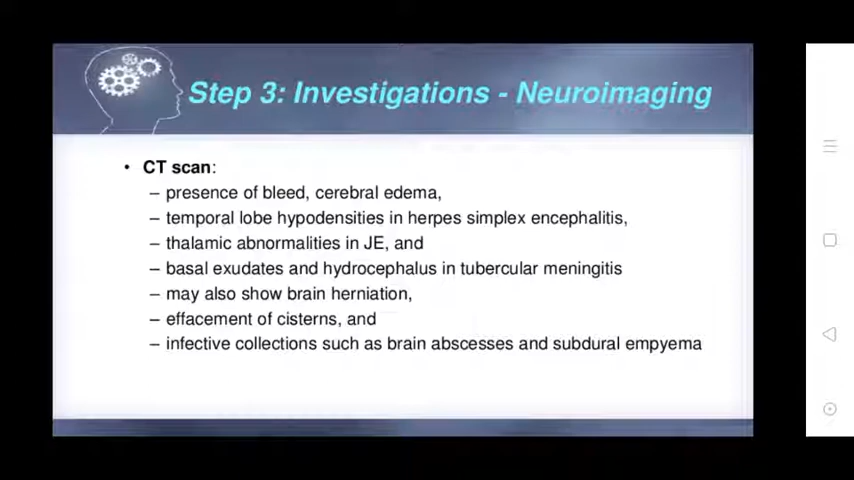 Step 3: Investigations - Neuroimaging
• CT scan:
– presence of bleed, cerebral edema,
– temporal lobe hypodensities in herpes simplex encephalitis,
– thalamic abnormalities in JE, and
– basal exudates and hydrocephalus in tubercular meningitis
– may also show brain herniation,
– effacement of cisterns, and
– infective collections such as brain abscesses and subdural empyema